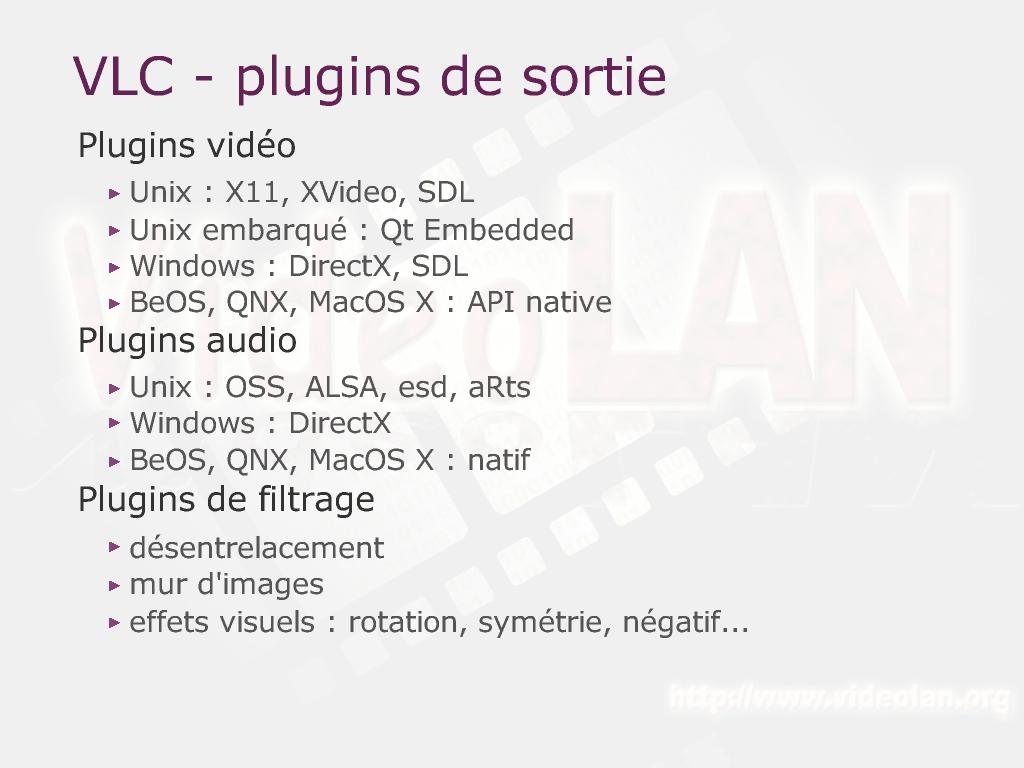 VLC - plugins de sortie
Plugins vidéo
Unix : X11, XVideo, SDL
Unix embarqué : Qt Embedded
Windows : DirectX, SDL
BeOS, QNX, MacOS X : API native
Plugins audio
Unix : OSS, ALSA, esd, aRts
Windows : DirectX
BeOS, QNX, MacOS X : natif
Plugins de filtrage
désentrelacement
mur d'images
effets visuels : rotation, symétrie, négatif...
VideoLAN
http://www.videolan.org